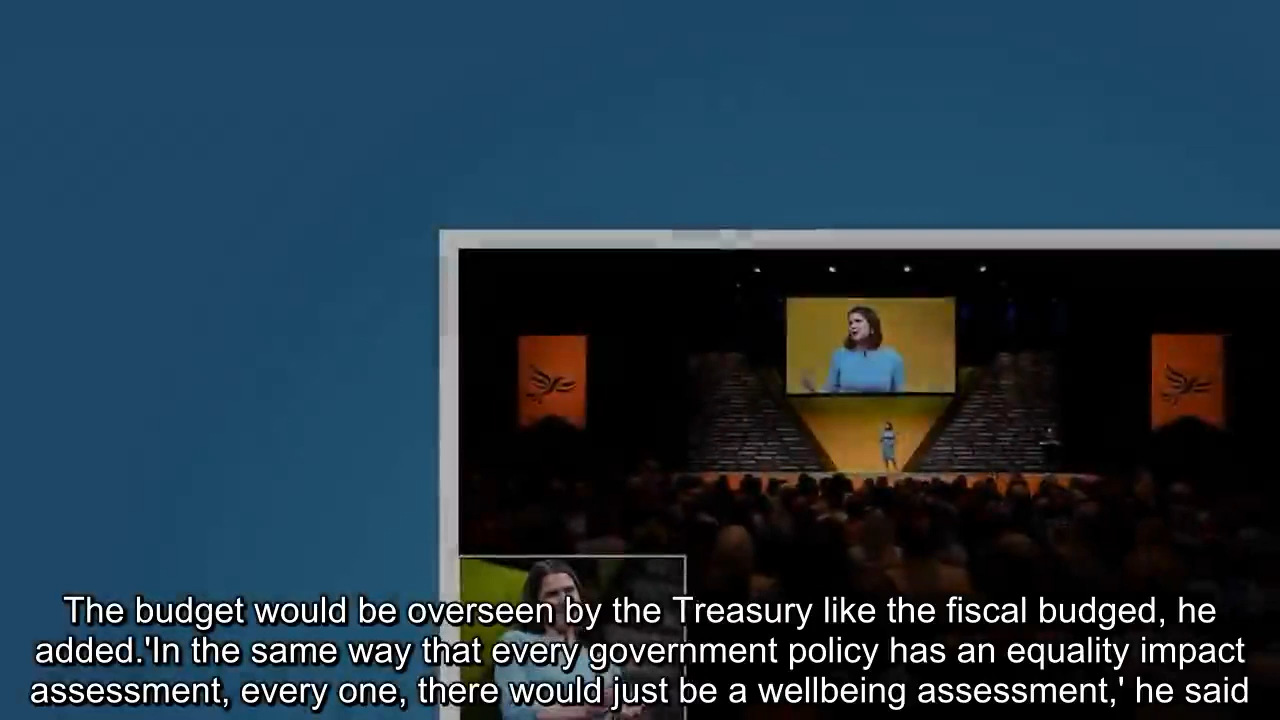 The budget would be overseen by the Treasury like the fiscal budged, he
added.'In the same way that every government policy has an equality impact
assessment, every one, there would just be a wellbeing assessment,' he said